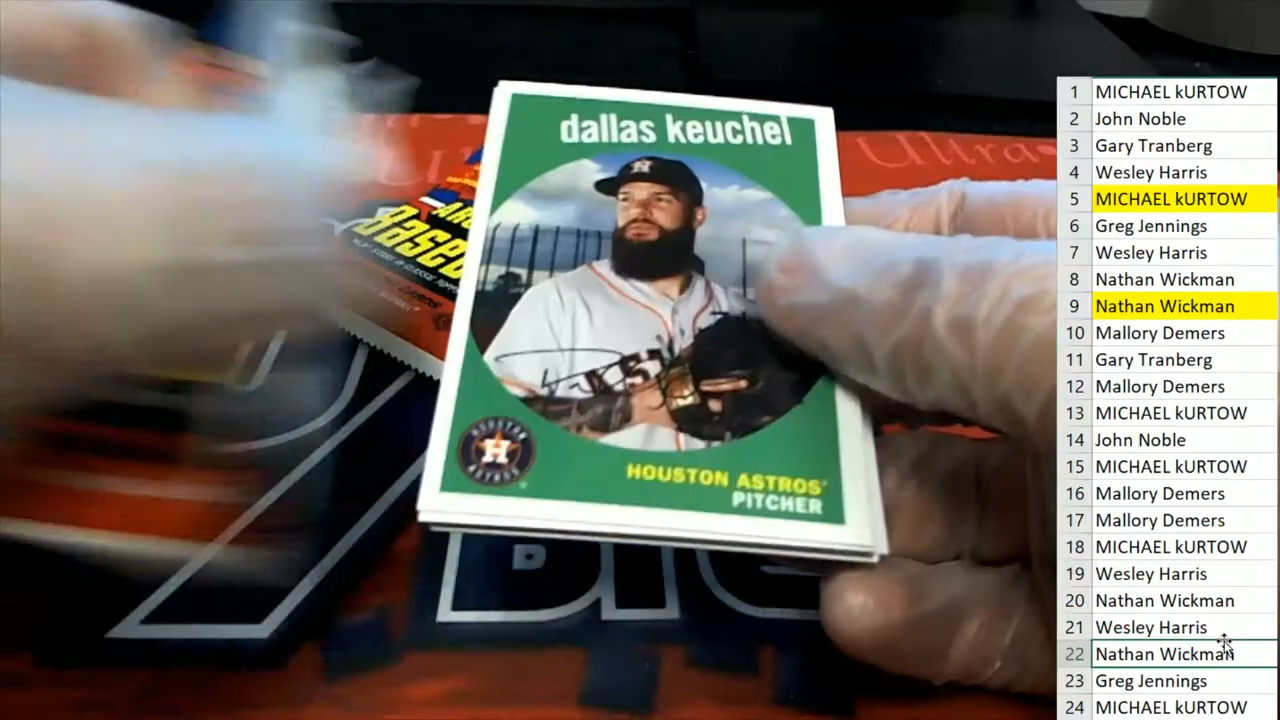 dallas keuchel
HOUSTON
ASTROS
HOUSTON ASTROS'
PITCHER
Ultra
Baseb
1 MICHAEL kURTOW
2 John Noble
3 Gary Tranberg
4 Wesley Harris
5 MICHAEL kURTOW
6 Greg Jennings
7 Wesley Harris
8 Nathan Wickman
9 Nathan Wickman
10 Mallory Demers
11 Gary Tranberg
12 Mallory Demers
13 MICHAEL kURTOW
14 John Noble
15 MICHAEL kURTOW
16 Mallory Demers
17 Mallory Demers
18 MICHAEL kURTOW
19 Wesley Harris
20 Nathan Wickman
21 Wesley Harris
22 Nathan Wickman
23 Greg Jennings
24 MICHAEL kURTOW